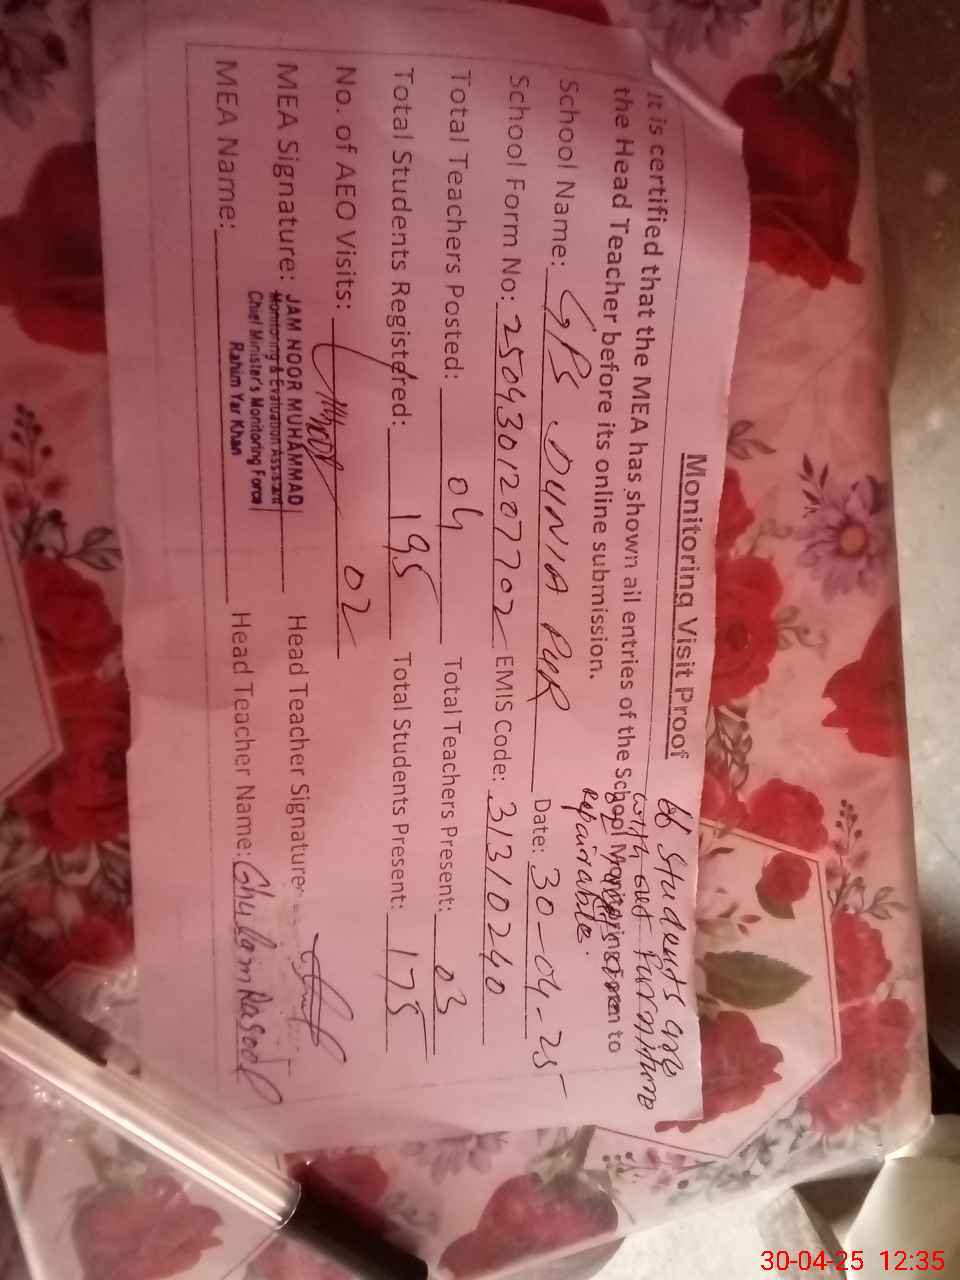 Monitoring Visit Proof
It is certified that the MEA has shown all entries of the School Monitoring Form to
the Head Teacher before its online submission.
Students are
with out Furniture
repairable.
School Name: GPS DUNIA PUR Date: 30-04-25
School Form No: 2504301207702 EMIS code: 31310240
Total Teachers Posted: 04 Total Teachers Present: 03
Total Students Registered: 195 Total Students Present: 175
No. of AEO Visits: 02
MEA Signature: Head Teacher Signature:
JAM NOOR MUHAMMAD
Monitoring & Evaluation Assistant
Chief Minister's Monitoring Force
Rahim Yar Khan
MEA Name: Head Teacher Name: Ghulam Rasool
30-04-25 12:35